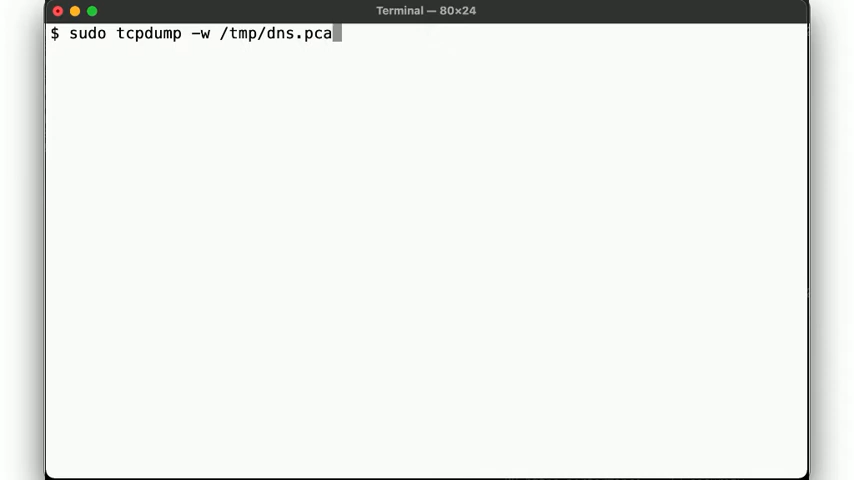 Terminal — 80×24
$ sudo tcpdump -w /tmp/dns.pca